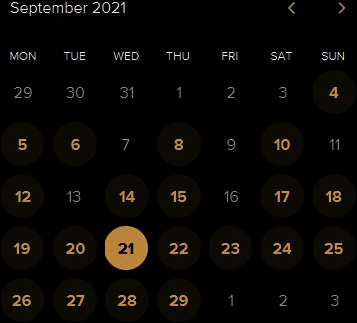 September 2021
MON TUE WED THU FRI SAT SUN
29 30 31 1 2 3 4
5 6 7 8 9 10 11
12 13 14 15 16 17 18
19 20 21 22 23 24 25
26 27 28 29 1 2 3